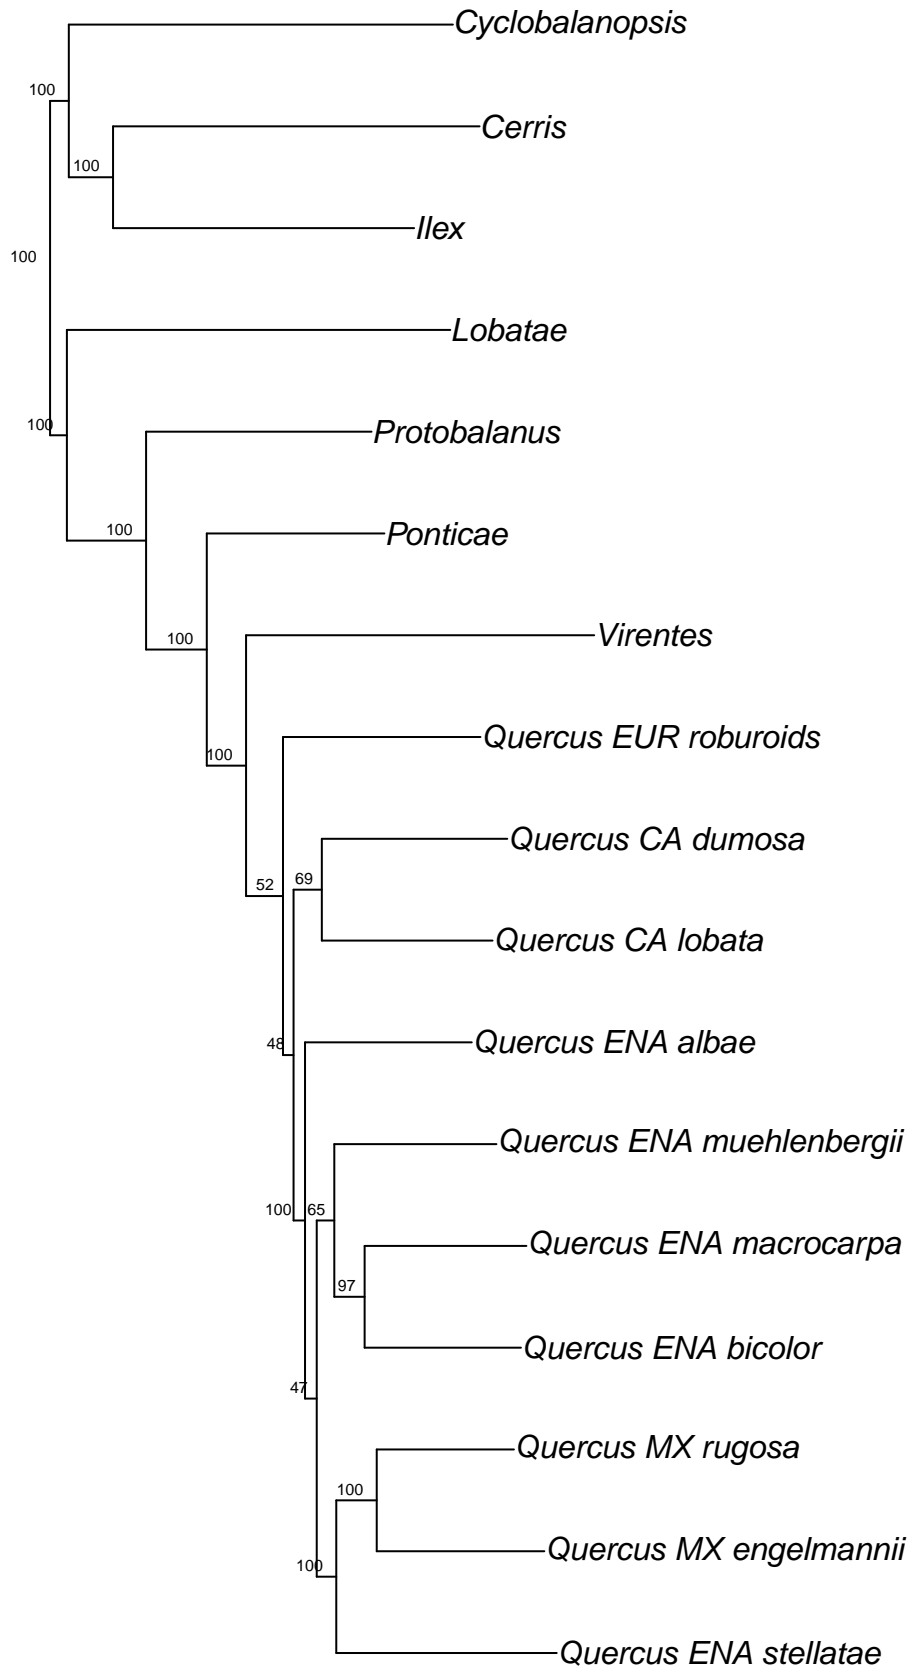 Cyclobalanopsis
100
Cerris
100
Ilex
100
Lobatae
100
Protobalanus
100
Ponticae
100
Virentes
100
Quercus EUR roburoids
Quercus CA dumosa
69
52
Quercus CA lobata
48
Quercus ENA albae
Quercus ENA muehlenbergii
100
65
Quercus ENA macrocarpa
97
Quercus ENA bicolor
47
Quercus MX rugosa
100
Quercus MX engelmannii
100
Quercus ENA stellatae